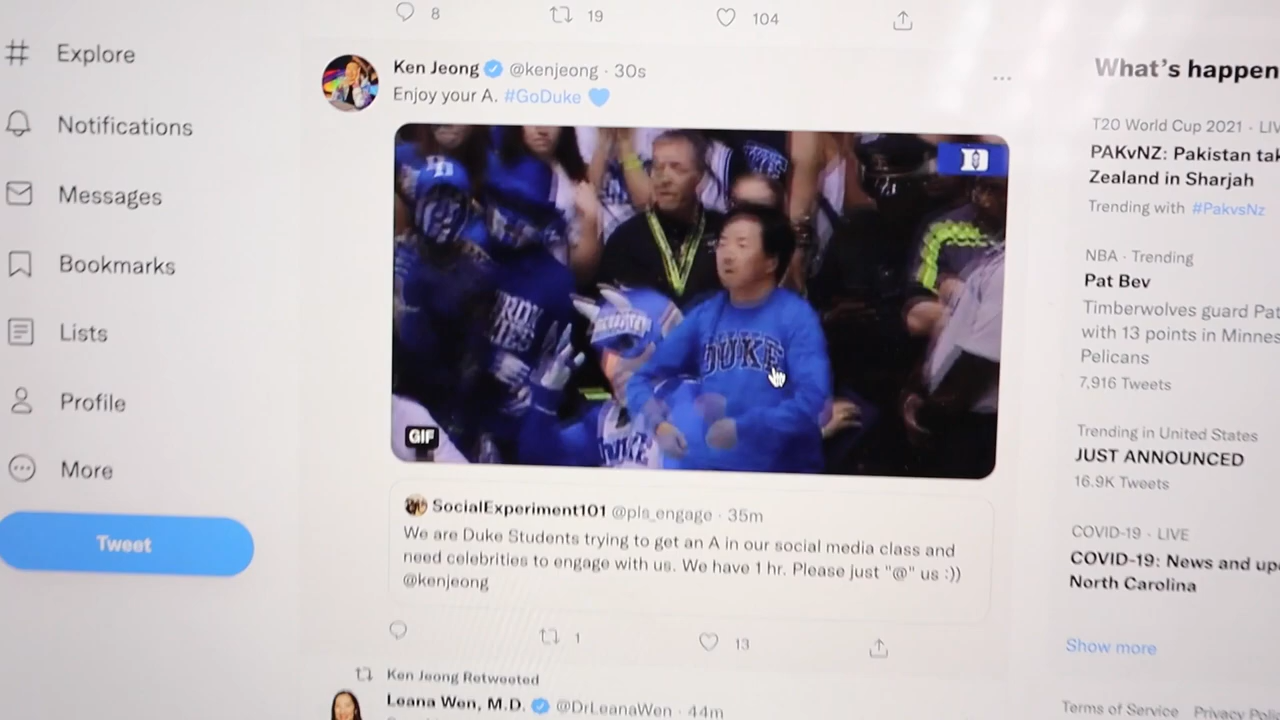 8 19 104
Explore
Notifications
Messages
Bookmarks
Lists
Profile
More
Tweet
Ken Jeong @kenjeong · 30s
Enjoy your A. #GoDuke
D
DUKE
GIF
SocialExperiment101 @pls_engage · 35m
We are Duke Students trying to get an A in our social media class and
need celebrities to engage with us. We have 1 hr. Please just "@" us :))
@kenjeong
1 13
Ken Jeong Retweeted
Leana Wen, M.D. @DrLeanaWen · 44m
What's happen
T20 World Cup 2021 · LIV
PAKvNZ: Pakistan tak
Zealand in Sharjah
Trending with #PakvsNz
NBA · Trending
Pat Bev
Timberwolves guard Pat
with 13 points in Minnes
Pelicans
7,916 Tweets
Trending in United States
JUST ANNOUNCED
16.9K Tweets
COVID-19 · LIVE
COVID-19: News and up
North Carolina
Show more
Terms of Service Privacy Poli